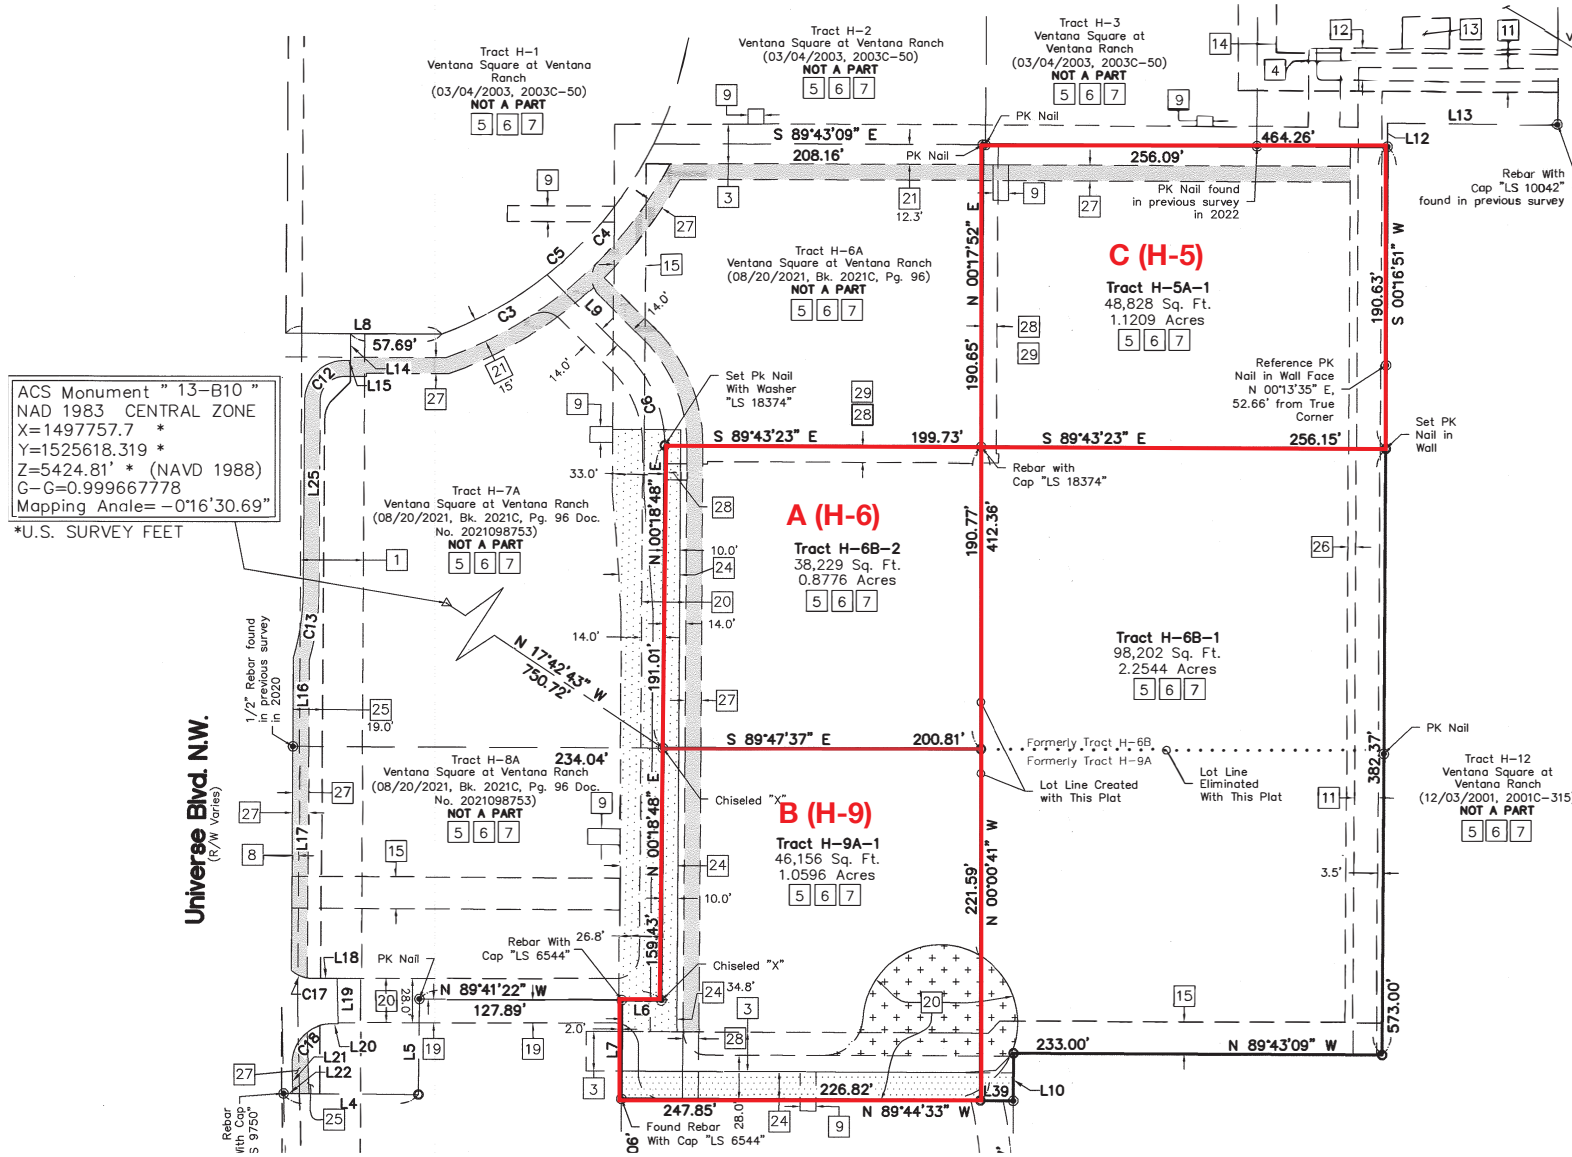 Tract H-1
Ventana Square at Ventana
Ranch
(03/04/2003, 2003C-50)
NOT A PART
5 6 7
Tract H-2
Ventana Square at Ventana Ranch
(03/04/2003, 2003C-50)
NOT A PART
5 6 7
Tract H-3
Ventana Square at
Ventana Ranch
(03/04/2003, 2003C-50)
NOT A PART
5 6 7
14
12
13
11
4
9
9
PK Nail
L13
S 89°43'09" E
208.16'
PK Nail
464.26'
256.09'
L12
Rebar With
Cap "LS 10042"
found in previous survey
PK Nail found
in previous survey
in 2022
9
3
21
12.3'
9
27
27
15
C5
C4
C3
L9
14.0'
14.0'
Tract H-6A
Ventana Square at Ventana Ranch
(08/20/2021, Bk. 2021C, Pg. 96)
NOT A PART
5 6 7
N 00°17'52" E
190.65'
28
29
C (H-5)
Tract H-5A-1
48,828 Sq. Ft.
1.1209 Acres
5 6 7
190.63'
S 00°16'51" W
Reference PK
Nail in Wall Face
N 00°13'35" E,
52.66' from True
Corner
L8
57.69'
L14
L15
C12
21
15'
27
ACS Monument " 13-B10 "
NAD 1983 CENTRAL ZONE
X=1497757.7 *
Y=1525618.319 *
Z=5424.81' * (NAVD 1988)
G-G=0.999667778
Mapping Angle= -0°16'30.69"
*U.S. SURVEY FEET
9
C6
Set Pk Nail
With Washer
"LS 18374"
29
28
S 89°43'23" E
199.73'
S 89°43'23" E
256.15'
Set PK
Nail in
Wall
Rebar with
Cap "LS 18374"
L25
33.0'
N 00°18'48" E
28
Tract H-7A
Ventana Square at Ventana Ranch
(08/20/2021, Bk. 2021C, Pg. 96 Doc.
No. 2021098753)
NOT A PART
5 6 7
A (H-6)
Tract H-6B-2
38,229 Sq. Ft.
0.8776 Acres
5 6 7
190.77'
412.36'
26
1
10.0'
24
20
14.0'
14.0'
C13
N 17°42'43" W
750.72'
191.01'
Tract H-6B-1
98,202 Sq. Ft.
2.2544 Acres
5 6 7
1/2" Rebar found
in previous survey
in 2020
L16
25
19.0'
27
S 89°47'37" E
200.81'
Formerly Tract H-6B
Formerly Tract H-9A
PK Nail
Universe Blvd. N.W.
(R/W Varies)
234.04'
Tract H-8A
Ventana Square at Ventana Ranch
(08/20/2021, Bk. 2021C, Pg. 96 Doc.
No. 2021098753)
NOT A PART
5 6 7
Chiseled "X"
Lot Line Created
with This Plat
Lot Line
Eliminated
With This Plat
382.37'
Tract H-12
Ventana Square at
Ventana Ranch
(12/03/2001, 2001C-315)
NOT A PART
5 6 7
27
27
L17
8
15
9
N 00°18'48" E
B (H-9)
Tract H-9A-1
46,156 Sq. Ft.
1.0596 Acres
5 6 7
11
3.5'
24
10.0'
221.59'
N 00°00'41" W
159.43'
26.8'
Rebar With
Cap "LS 6544"
Chiseled "X"
L18
PK Nail
C17
L19
20
28.0'
N 89°41'22" W
127.89'
L6
24
34.8'
3
20
15
573.00'
C18
L20
L21
L22
L5
19
19
2.0'
L7
28
233.00'
N 89°43'09" W
27
L4
25
3
226.82'
L39
L10
247.85'
28.0'
24
9
N 89°44'33" W
Rebar
With Cap
S 9750"
Found Rebar
With Cap "LS 6544"
06'